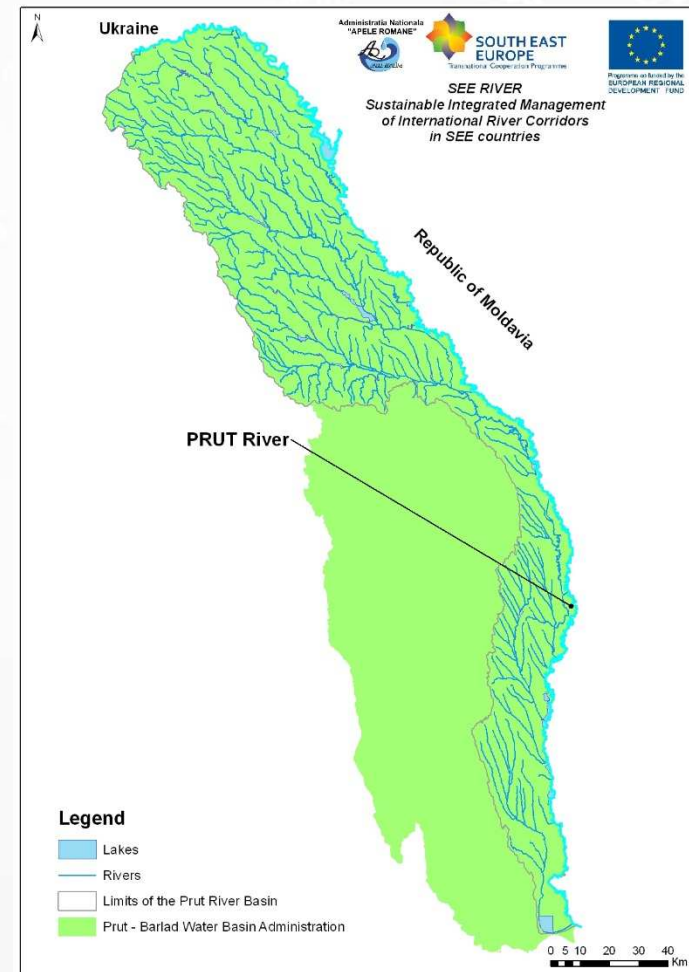 N
Ukraine
Administratia Nationala
"APELE ROMANE"
SOUTH EAST
EUROPE
Transnational Cooperation Programme
Programme co-funded by the
EUROPEAN REGIONAL
DEVELOPMENT FUND
SEE RIVER
Sustainable Integrated Management
of International River Corridors
in SEE countries
Republic of Moldavia
PRUT River
Legend
Lakes
Rivers
Limits of the Prut River Basin
Prut - Barlad Water Basin Administration
0 5 10 20 30 40
Km